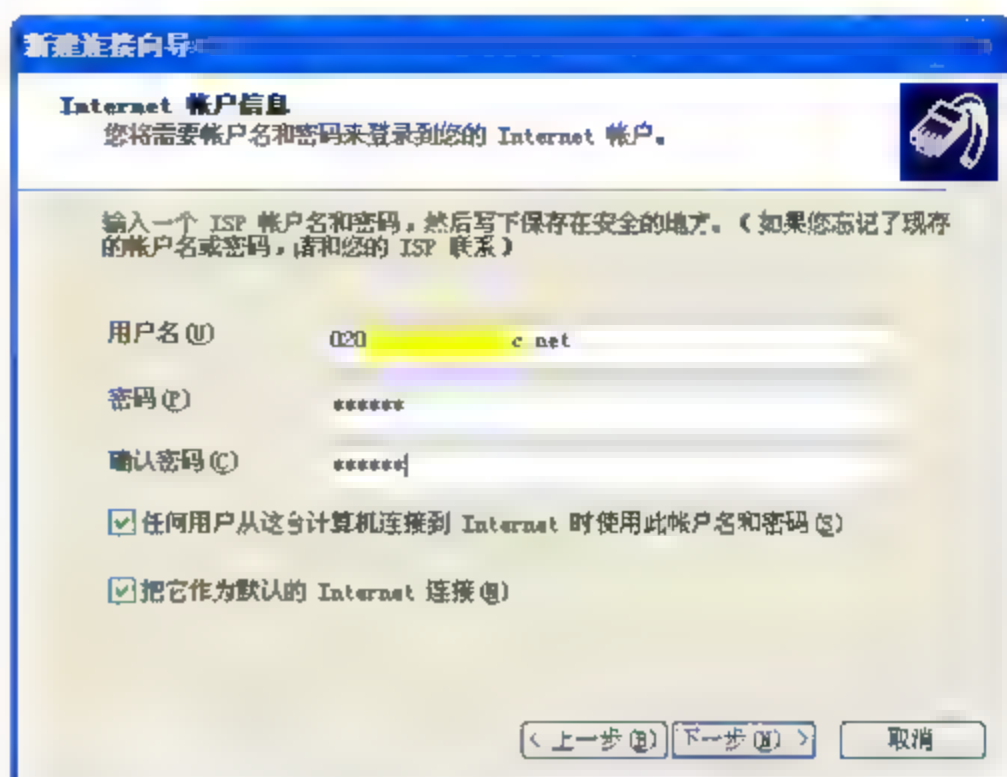 新建连接向导
Internet 帐户信息
您将需要帐户名和密码来登录到您的 Internet 帐户。
输入一个 ISP 帐户名和密码，然后写下保存在安全的地方。（如果您忘记了现存
的帐户名或密码，请和您的 ISP 联系）
用户名(U) 020 c net
密码(P) ******
确认密码(C) ******
任何用户从这台计算机连接到 Internet 时使用此帐户名和密码(S)
把它作为默认的 Internet 连接(M)
< 上一步(B) 下一步(N) > 取消